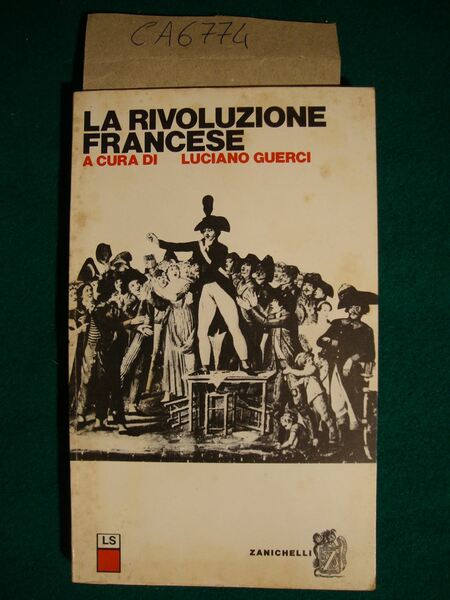 CA6774
LA RIVOLUZIONE
FRANCESE
A CURA DI LUCIANO GUERCI
LS
ZANICHELLI